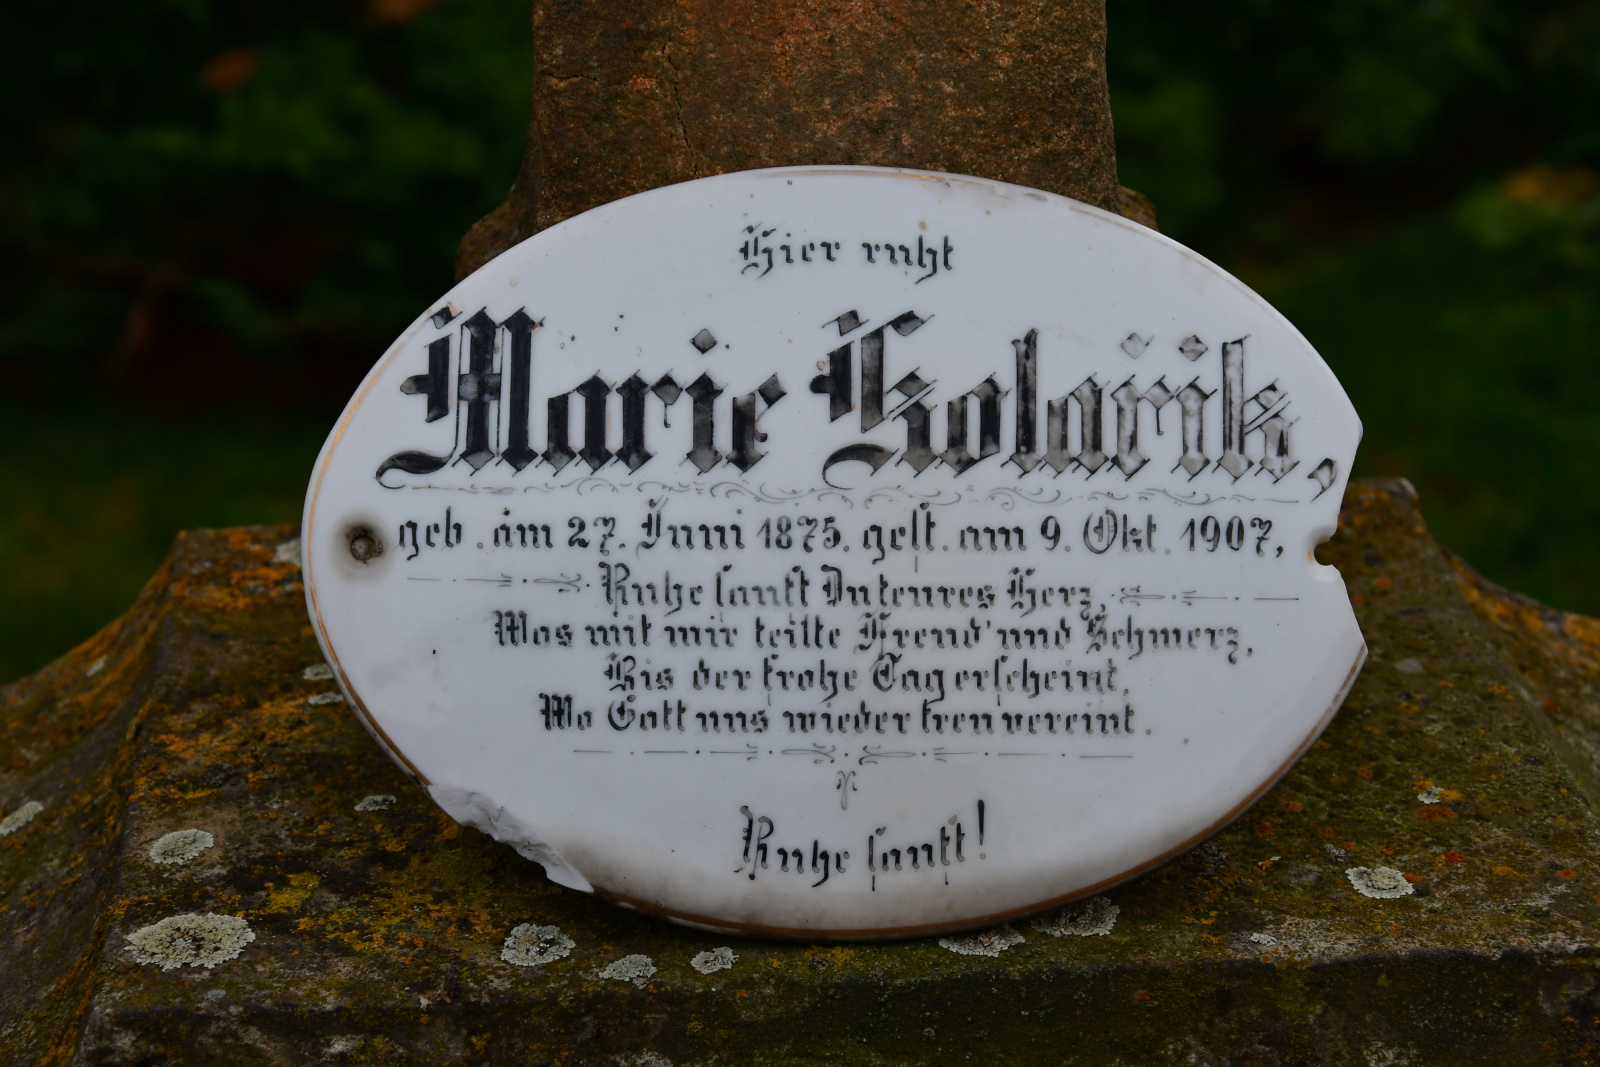 Hier ruht
Marie Kolařik,
geb. am 27. Juni 1875. gest. am 9. Okt. 1907,
Ruhe sanft Du teures Herz,
Was mit mir teilte Freud' und Schmerz,
Bis der frohe Tag erscheint,
Wo Gott uns wieder treu vereint.
Ruhe sanft!